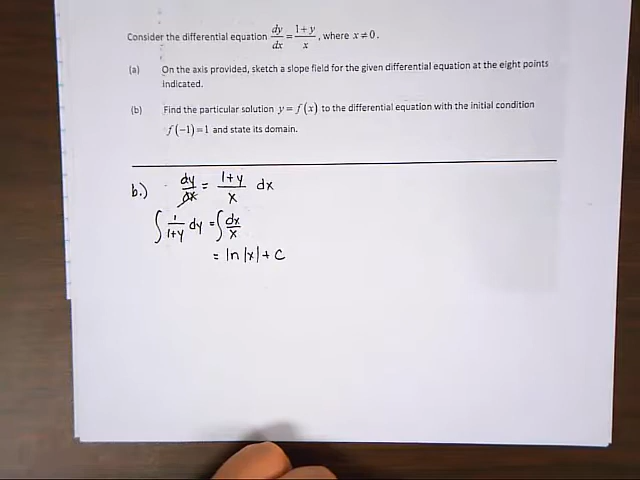 Consider the differential equation dy/dx = 1+y/x, where x≠0.
(a) On the axis provided, sketch a slope field for the given differential equation at the eight points
indicated.
(b) Find the particular solution y = f(x) to the differential equation with the initial condition
f(−1)=1 and state its domain.
b.) dy/dx = 1+y/x dx
∫ 1/1+y dy = ∫ dx/x
= ln|x| + C